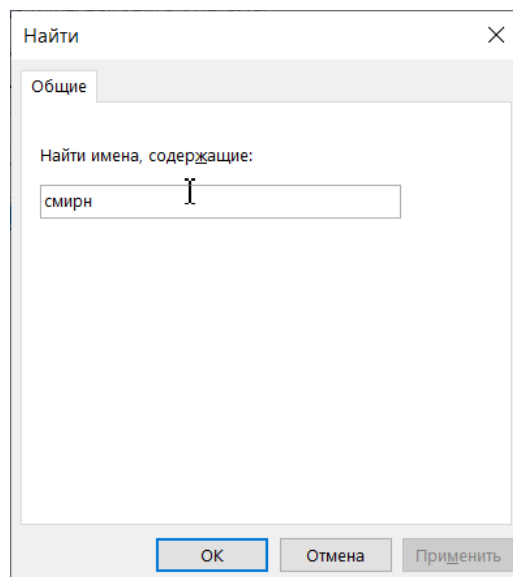 Найти
Общие
Найти имена, содержащие:
смирн
ОК
Отмена
Применить